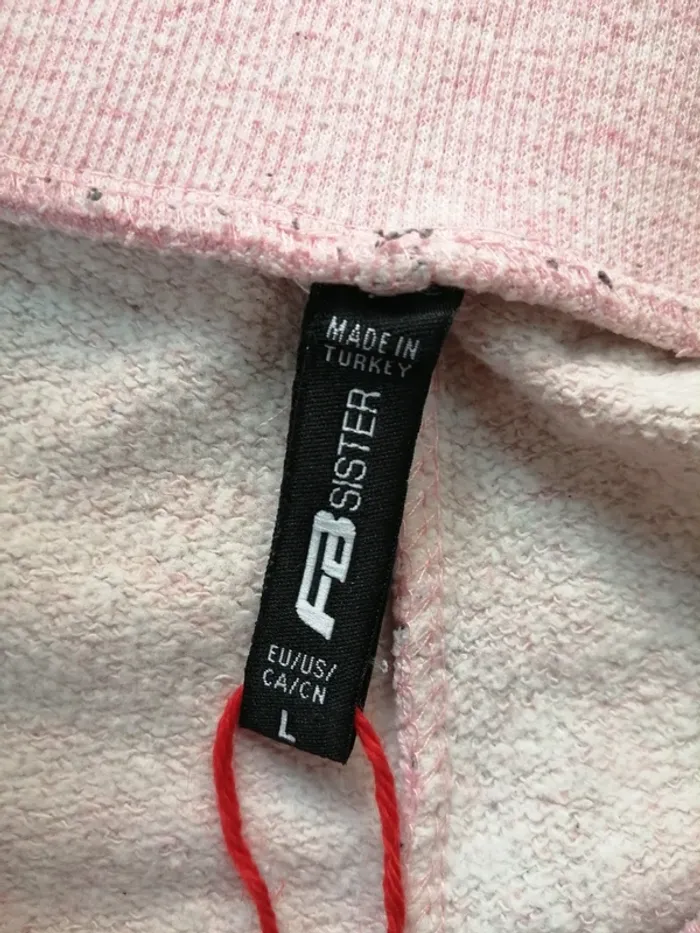 MADE IN
TURKEY
FB SISTER
EU/US/
CA/CN
L